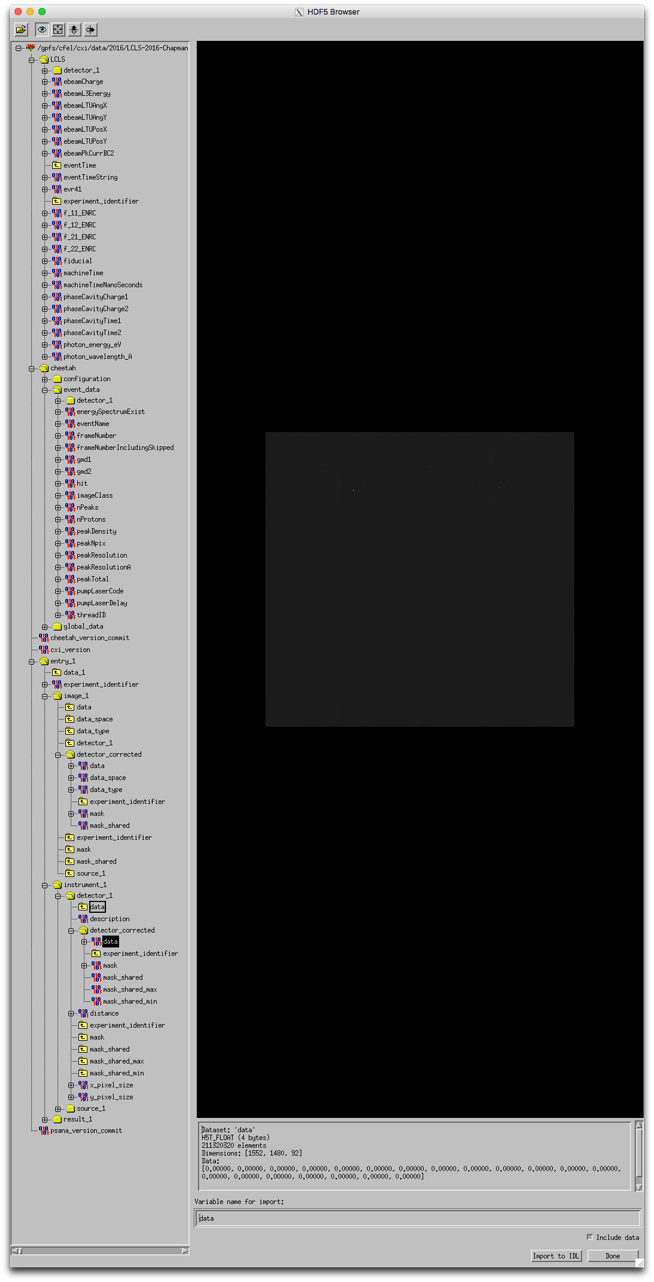 HDF5 Browser
/gpfs/cfel/cxi/data/2016/LCLS-2016-Chapman
LCLS
detector_1
ebeamCharge
ebeamL3Energy
ebeamLTUAngX
ebeamLTUAngY
ebeamLTUPosX
ebeamLTUPosY
ebeamPkCurrBC2
eventTime
eventTimeString
evr41
experiment_identifier
f_11_ENRC
f_12_ENRC
f_21_ENRC
f_22_ENRC
fiducial
machineTime
machineTimeNanoSeconds
phaseCavityCharge1
phaseCavityCharge2
phaseCavityTime1
phaseCavityTime2
photon_energy_eV
photon_wavelength_A
cheetah
configuration
event_data
detector_1
energySpectrumExist
eventName
frameNumber
frameNumberIncludingSkipped
gmd1
gmd2
hit
imageClass
nPeaks
nProtons
peakDensity
peakNpix
peakResolution
peakResolutionA
peakTotal
pumpLaserCode
pumpLaserDelay
threadID
global_data
cheetah_version_commit
cxi_version
entry_1
data_1
experiment_identifier
image_1
data
data_space
data_type
detector_1
detector_corrected
data
data_space
data_type
experiment_identifier
mask
mask_shared
experiment_identifier
mask
mask_shared
source_1
instrument_1
detector_1
data
description
detector_corrected
data
experiment_identifier
mask
mask_shared
mask_shared_max
mask_shared_min
distance
experiment_identifier
mask
mask_shared
mask_shared_max
mask_shared_min
x_pixel_size
y_pixel_size
source_1
result_1
psana_version_commit
Dataset: 'data'
H5T_FLOAT (4 bytes)
211320320 elements
Dimensions: [1552, 1480, 92]
Data:
[0.00000, 0.00000, 0.00000, 0.00000, 0.00000, 0.00000, 0.00000, 0.00000, 0.00000, 0.00000, 0.00000, 0.00000, 0.00000,
0.00000, 0.00000, 0.00000, 0.00000, 0.00000, 0.00000, 0.00000]
Variable name for import:
data
Include data
Import to IDL
Done